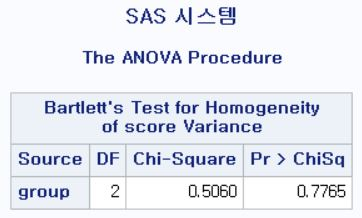 SAS 시스템
The ANOVA Procedure
Bartlett's Test for Homogeneity
of score Variance
Source DF Chi-Square Pr > ChiSq
group 2 0.5060 0.7765